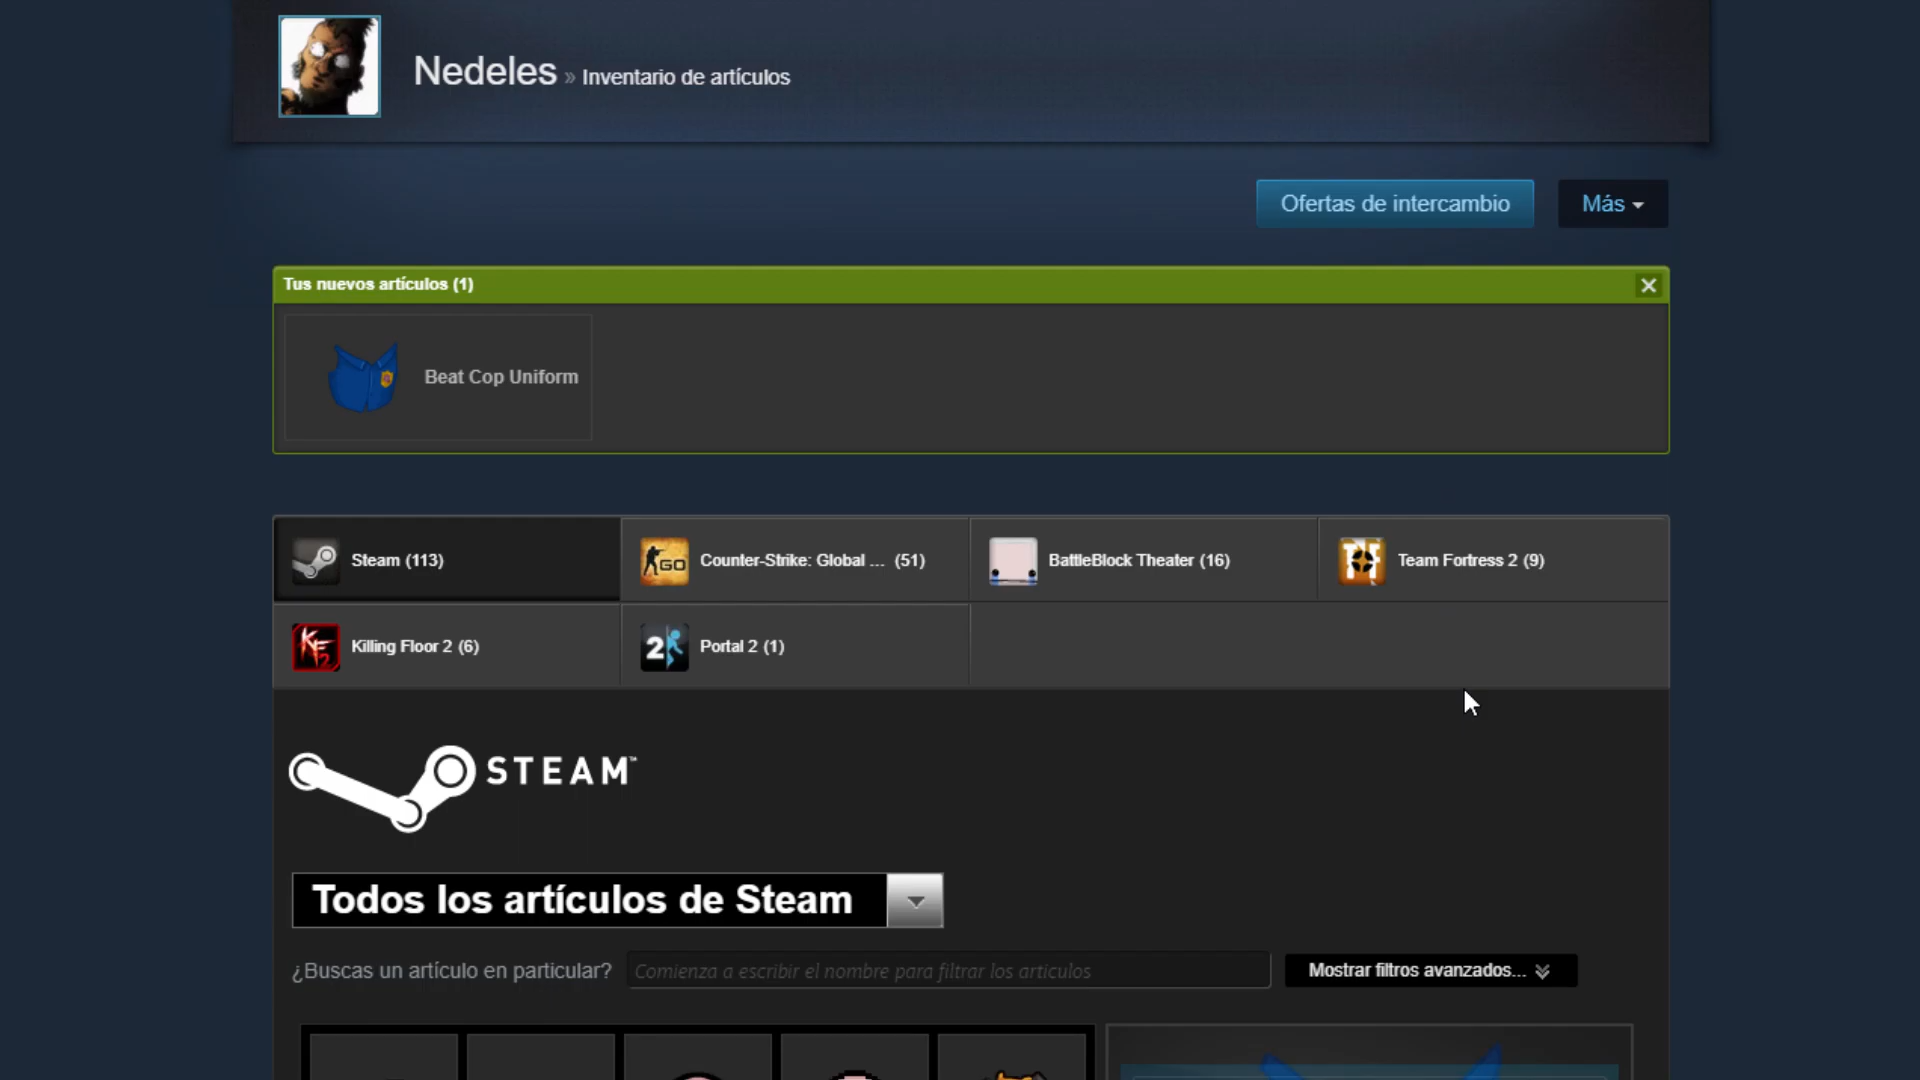 Nedeles » Inventario de artículos
Ofertas de intercambio
Más
Tus nuevos artículos (1)
Beat Cop Uniform
Steam (113)
Counter-Strike: Global ... (51)
BattleBlock Theater (16)
Team Fortress 2 (9)
Killing Floor 2 (6)
Portal 2 (1)
STEAM™
Todos los artículos de Steam
¿Buscas un artículo en particular?
Comienza a escribir el nombre para filtrar los artículos
Mostrar filtros avanzados...